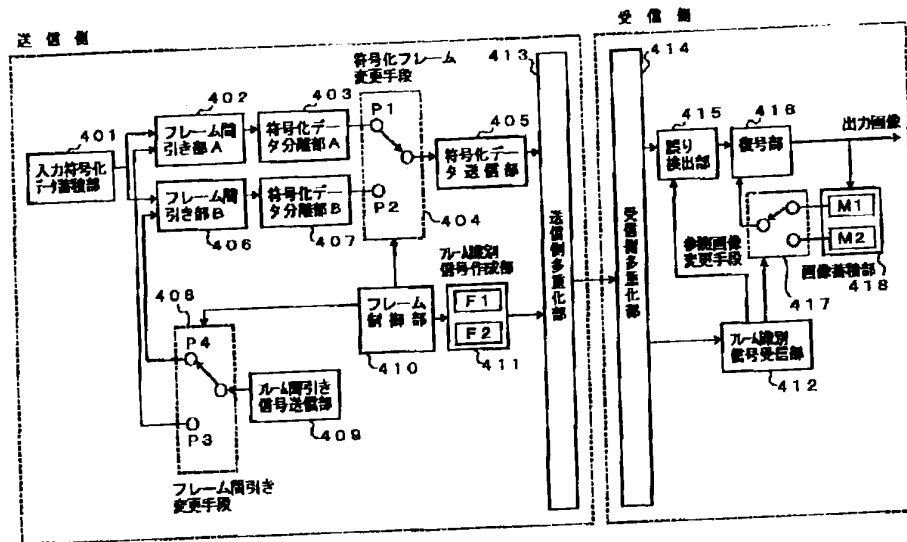 送信側
受信側
401
入力符号化
データ蓄積部
402
フレーム間
引き部A
403
符号化デー
タ分離部A
符号化フレーム
変更手段
P1
P2
404
405
符号化デー
タ送信部
406
フレーム間
引き部B
符号化デー
タ分離部B
407
408
P4
P3
フレーム間引き
変更手段
フレーム間引き
信号送信部
409
フレーム
制御部
410
フレーム識別
信号作成部
F1
F2
411
413
送信側多重化部
414
受信側多重化部
415
誤り
検出部
416
復号部
出力画像
M1
M2
画像蓄積部
418
参照画像
変更手段
417
フレーム識別
信号受信部
412